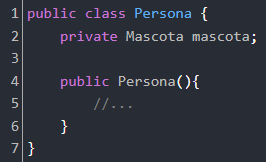 1 public class Persona {
2     private Mascota mascota;
3
4     public Persona(){
5         //...
6     }
7 }